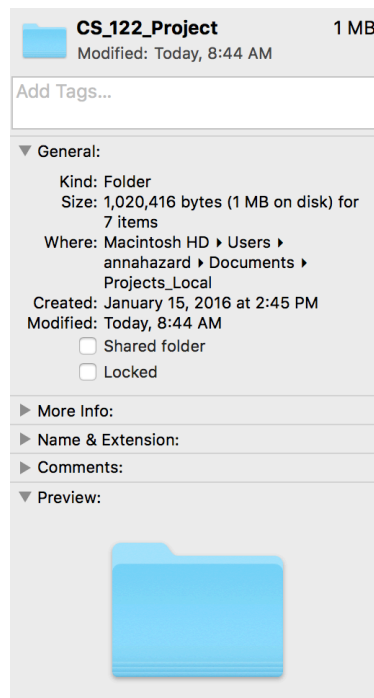 CS_122_Project 1 MB
Modified: Today, 8:44 AM
Add Tags...
General:
Kind: Folder
Size: 1,020,416 bytes (1 MB on disk) for
7 items
Where: Macintosh HD ▸ Users ▸
annahazard ▸ Documents ▸
Projects_Local
Created: January 15, 2016 at 2:45 PM
Modified: Today, 8:44 AM
Shared folder
Locked
More Info:
Name & Extension:
Comments:
Preview: